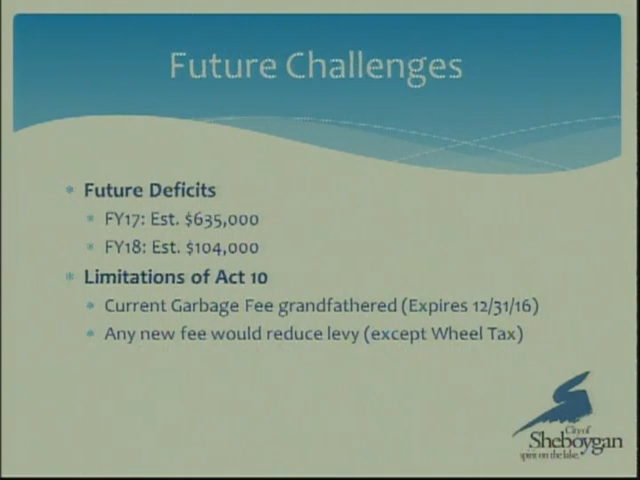 Future Challenges
Future Deficits
FY17: Est. $635,000
FY18: Est. $104,000
Limitations of Act 10
Current Garbage Fee grandfathered (Expires 12/31/16)
Any new fee would reduce levy (except Wheel Tax)
City of
Sheboygan
spirit on the lake.